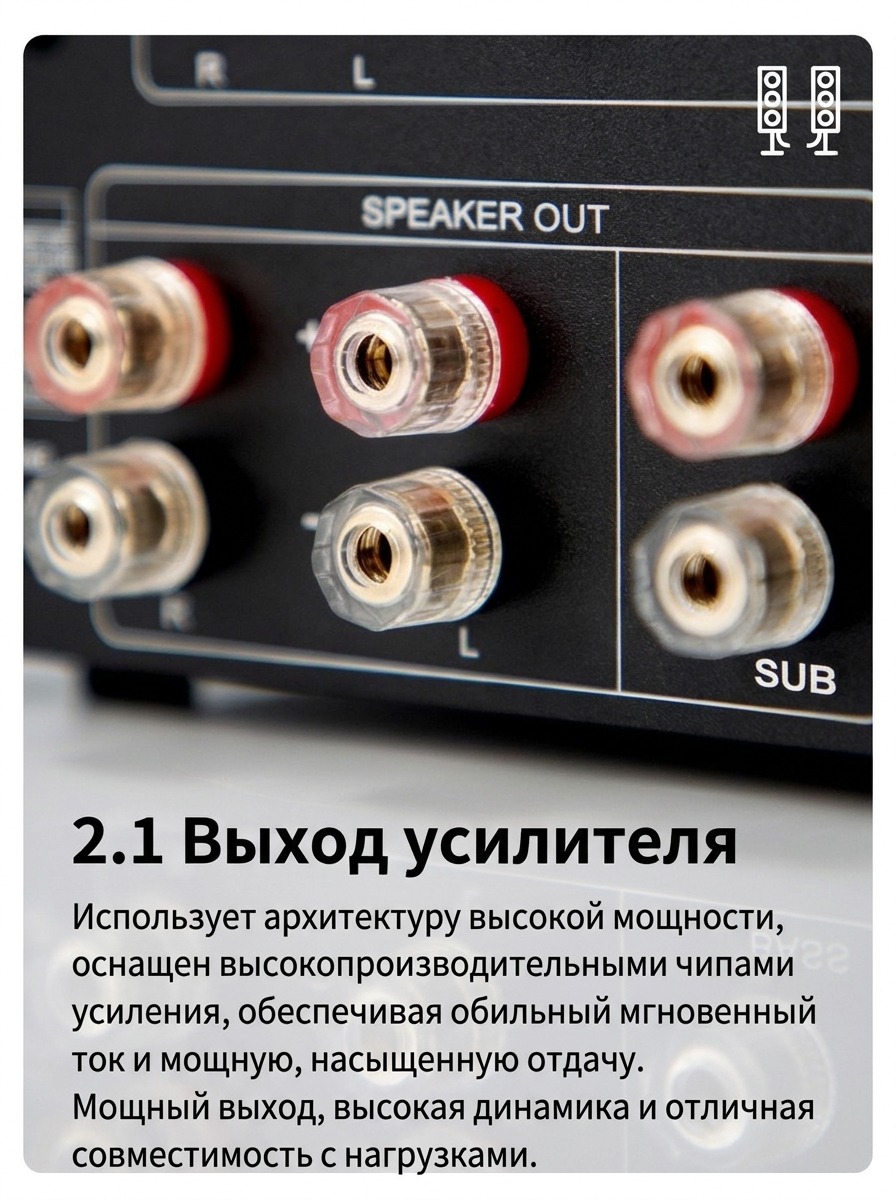 R L
SPEAKER OUT
+
-
R
L
SUB
2.1 Выход усилителя
Использует архитектуру высокой мощности,
оснащен высокопроизводительными чипами
усиления, обеспечивая обильный мгновенный
ток и мощную, насыщенную отдачу.
Мощный выход, высокая динамика и отличная
совместимость с нагрузками.
BASS